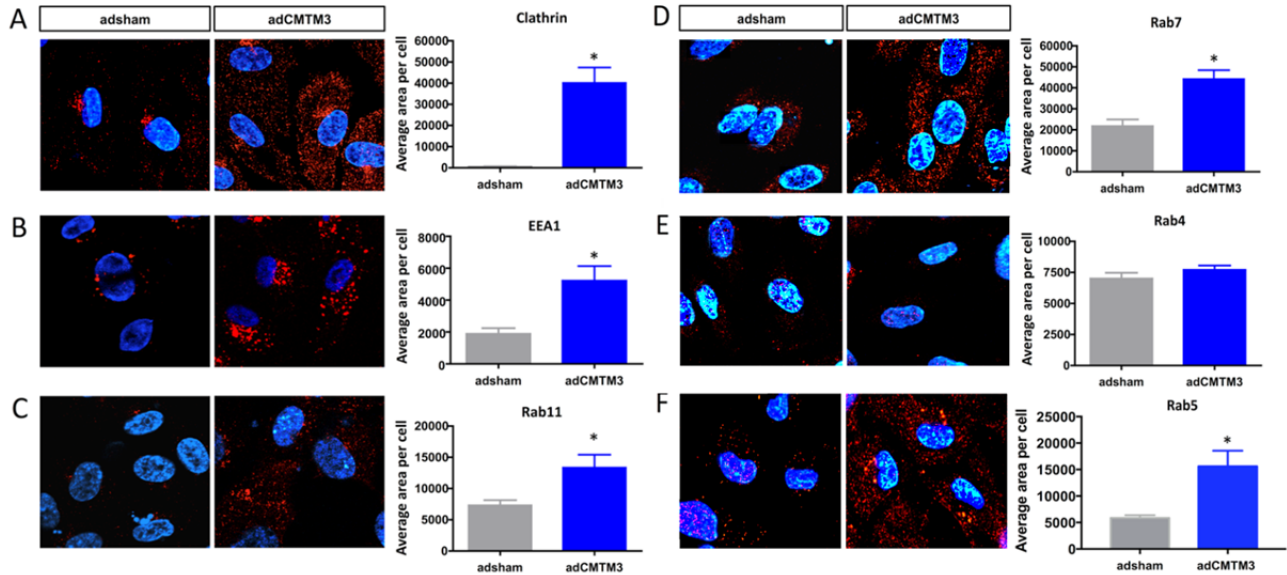 A
adsham
adCMTM3
Clathrin
Average area per cell
60000
50000
40000
30000
20000
10000
0
*
adsham
adCMTM3
B
EEA1
Average area per cell
8000
6000
4000
2000
0
*
adsham
adCMTM3
C
Rab11
Average area per cell
20000
15000
10000
5000
0
*
adsham
adCMTM3
D
adsham
adCMTM3
Rab7
Average area per cell
60000
50000
40000
30000
20000
10000
0
*
adsham
adCMTM3
E
Rab4
Average area per cell
10000
7500
5000
2500
0
adsham
adCMTM3
F
Rab5
Average area per cell
25000
20000
15000
10000
5000
0
*
adsham
adCMTM3